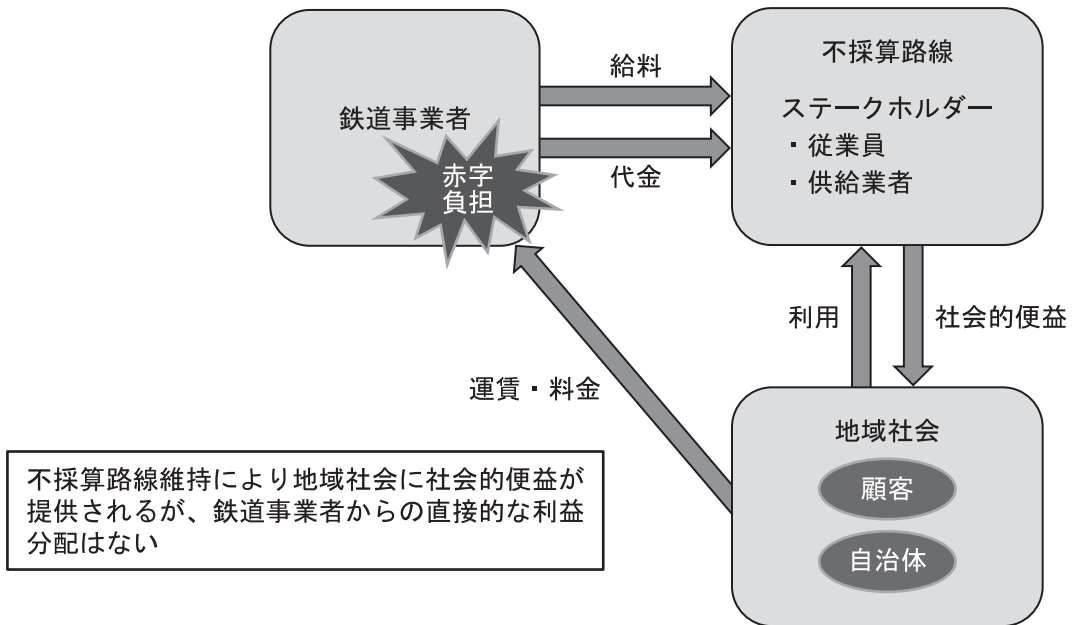 鉄道事業者
赤字
負担
給料
代金
不採算路線
ステークホルダー
・従業員
・供給業者
利用
社会的便益
運賃・料金
地域社会
顧客
自治体
不採算路線維持により地域社会に社会的便益が
提供されるが、鉄道事業者からの直接的な利益
分配はない